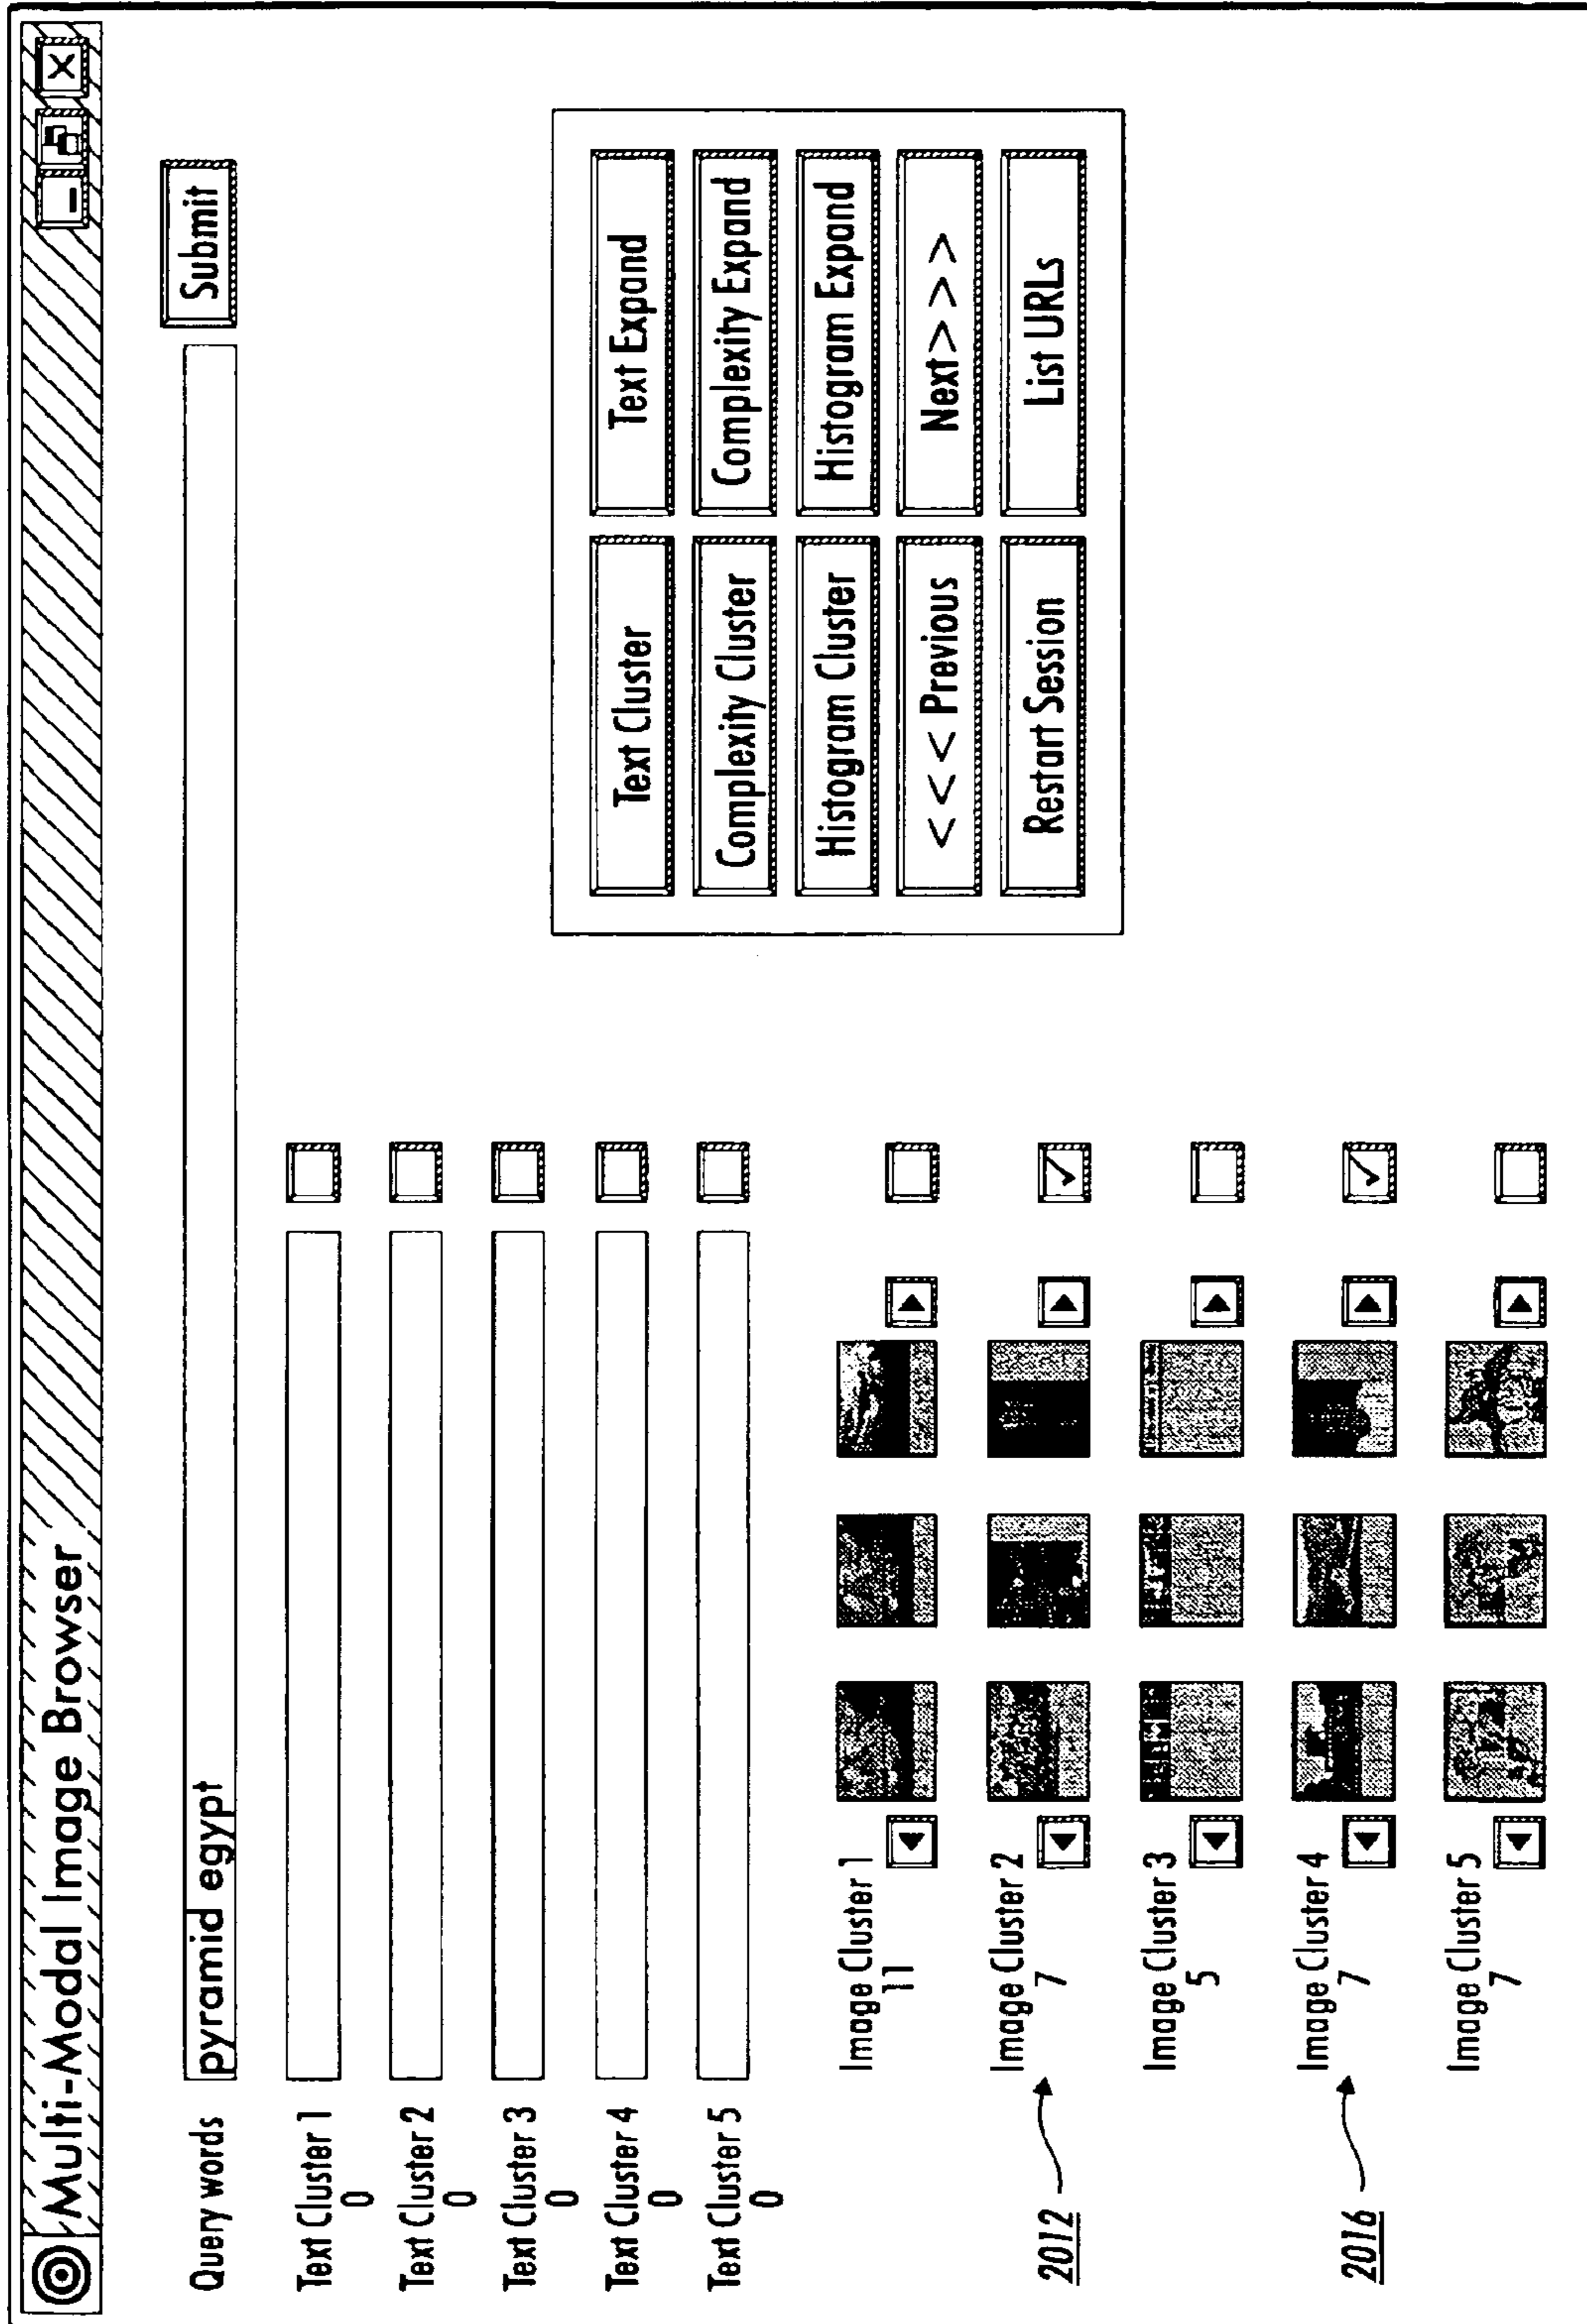 Multi-Modal Image Browser
Query words pyramid egypt Submit
Text Cluster 1
0
Text Cluster 2
0
Text Cluster 3
0
Text Cluster 4
0
Text Cluster 5
0
Text Cluster Text Expand
Complexity Cluster Complexity Expand
Histogram Cluster Histogram Expand
<<< Previous Next>>>>
Restart Session List URLs
Image Cluster 1
11
Image Cluster 2
7
2012
Image Cluster 3
5
Image Cluster 4
7
2016
Image Cluster 5
7